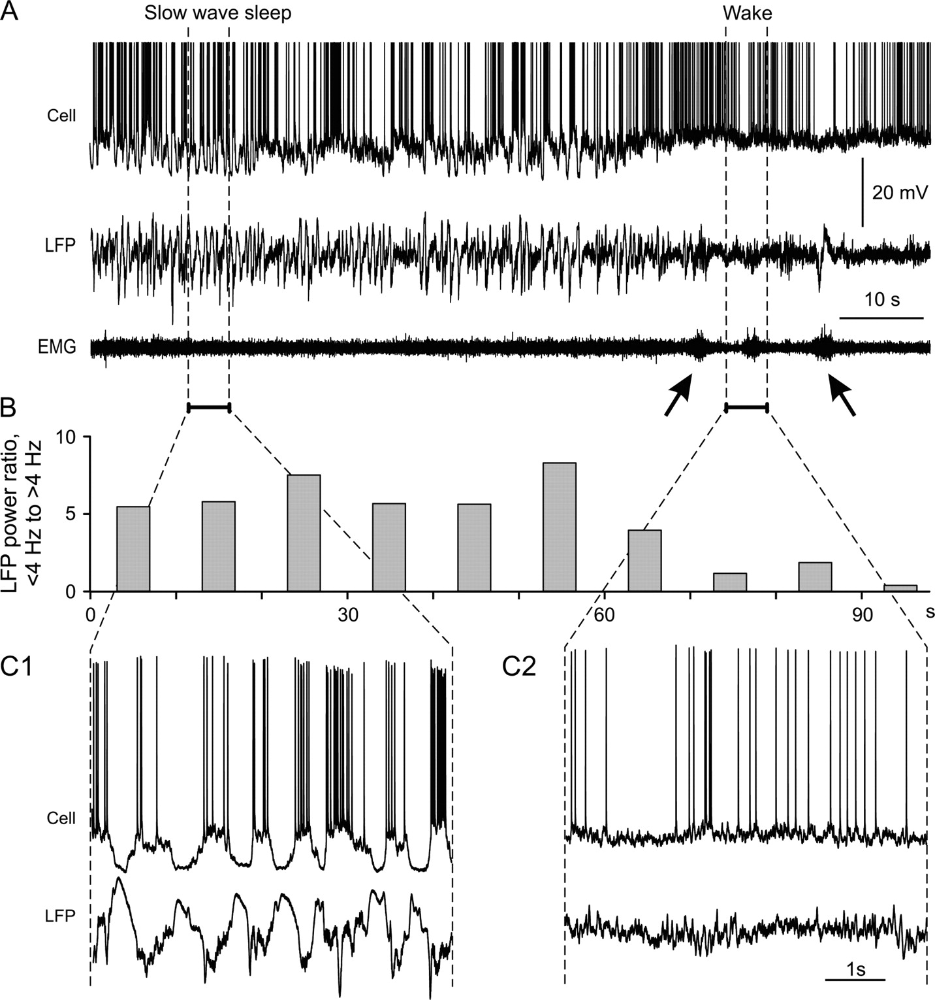 A
Slow wave sleep
Wake
Cell
20 mV
LFP
10 s
EMG
B
LFP power ratio,
<4 Hz to >4 Hz
10
5
0
0
30
60
90
s
C1
C2
Cell
LFP
1s